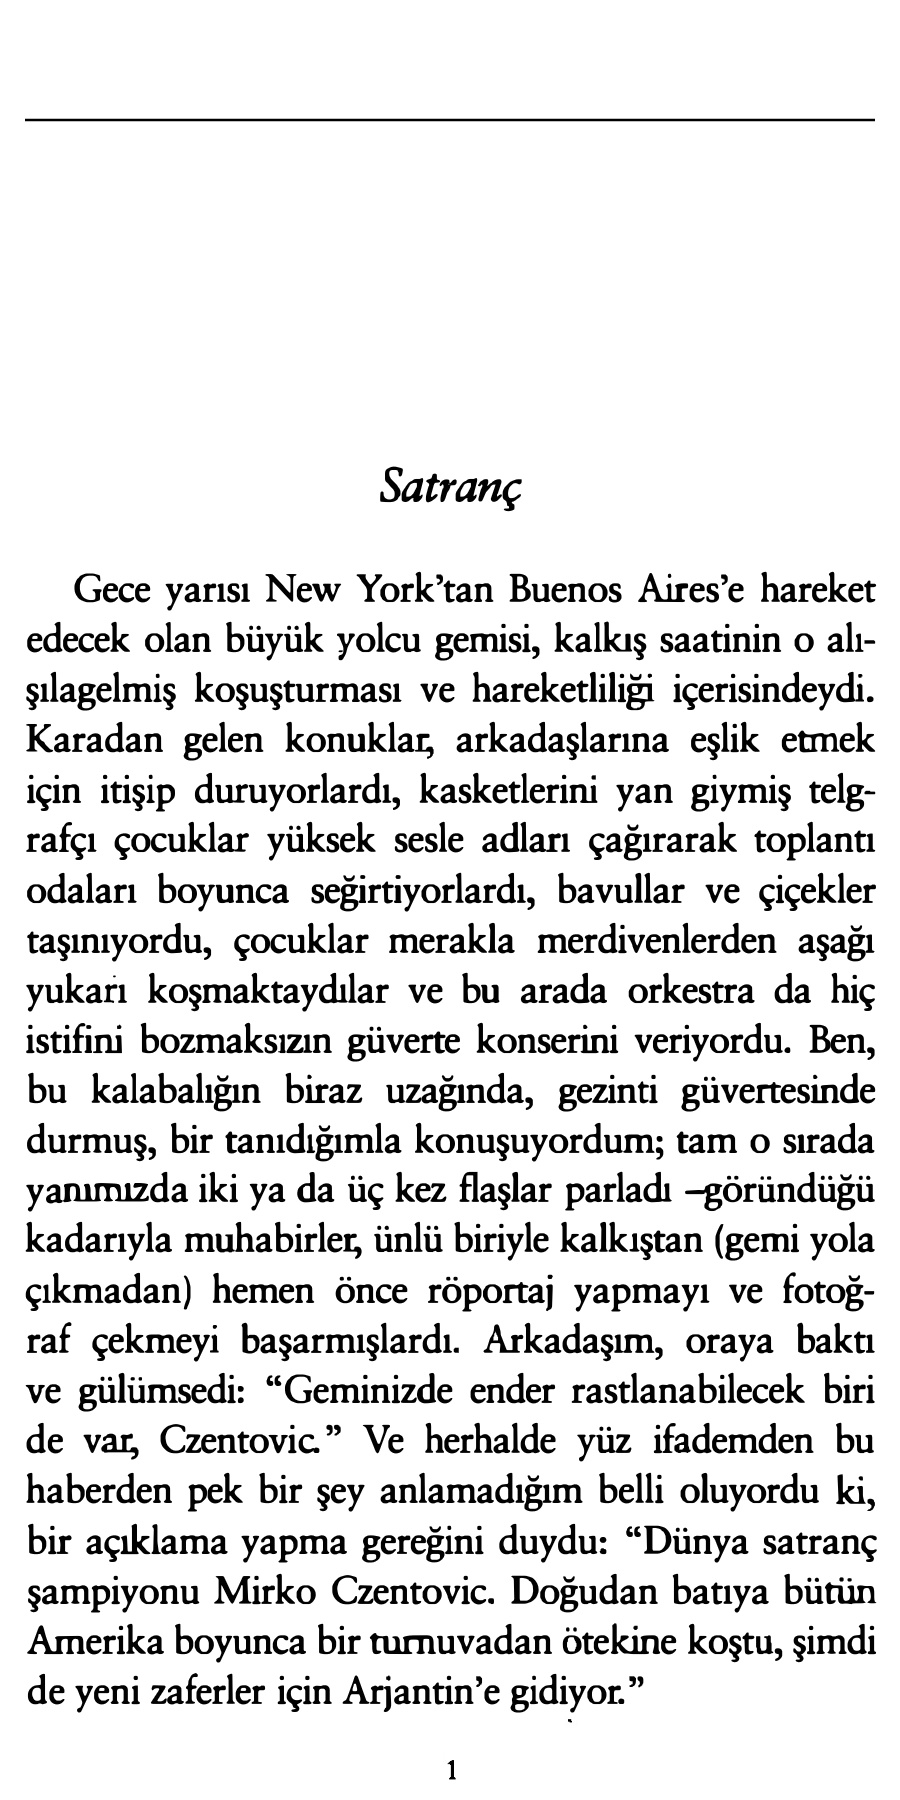 Satranç
Gece yarısı New York’tan Buenos Aires’e hareket
edecek olan büyük yolcu gemisi, kalkış saatinin o alı-
şılagelmiş koşuşturması ve hareketliliği içerisindeydi.
Karadan gelen konuklar, arkadaşlarına eşlik etmek
için itişip duruyorlardı, kasketlerini yan giymiş telg-
rafçı çocuklar yüksek sesle adları çağırarak toplantı
odaları boyunca seğirtiyorlardı, bavullar ve çiçekler
taşınıyordu, çocuklar merakla merdivenlerden aşağı
yukarı koşmaktaydılar ve bu arada orkestra da hiç
istifini bozmaksızın güverte konserini veriyordu. Ben,
bu kalabalığın biraz uzağında, gezinti güvertesinde
durmuş, bir tanıdığımla konuşuyordum; tam o sırada
yanımızda iki ya da üç kez flaşlar parladı –göründüğü
kadarıyla muhabirler, ünlü biriyle kalkıştan (gemi yola
çıkmadan) hemen önce röportaj yapmayı ve fotoğ-
raf çekmeyi başarmışlardı. Arkadaşım, oraya baktı
ve gülümsedi: “Geminizde ender rastlanabilecek biri
de var, Czentovic.” Ve herhalde yüz ifademden bu
haberden pek bir şey anlamadığım belli oluyordu ki,
bir açıklama yapma gereğini duydu: “Dünya satranç
şampiyonu Mirko Czentovic. Doğudan batıya bütün
Amerika boyunca bir turnuvadan ötekine koştu, şimdi
de yeni zaferler için Arjantin’e gidiyor.”
1